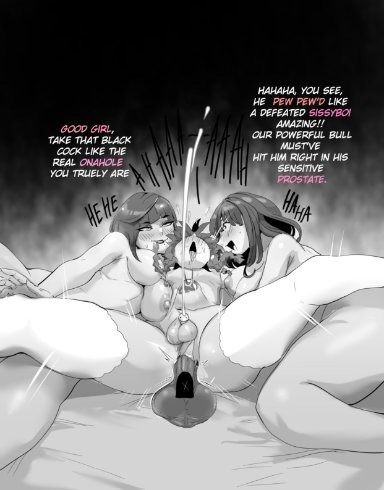 HAHAHA, YOU SEE,
HE PEW PEW'D LIKE
A DEFEATED SISSYBOI
AMAZING!!
OUR POWERFUL BULL
MUST'VE
HIT HIM RIGHT IN HIS
SENSITIVE
PROSTATE.
GOOD GIRL,
TAKE THAT BLACK
COCK LIKE THE
REAL ONAHOLE
YOU TRUELY ARE
HEHE
HAHA